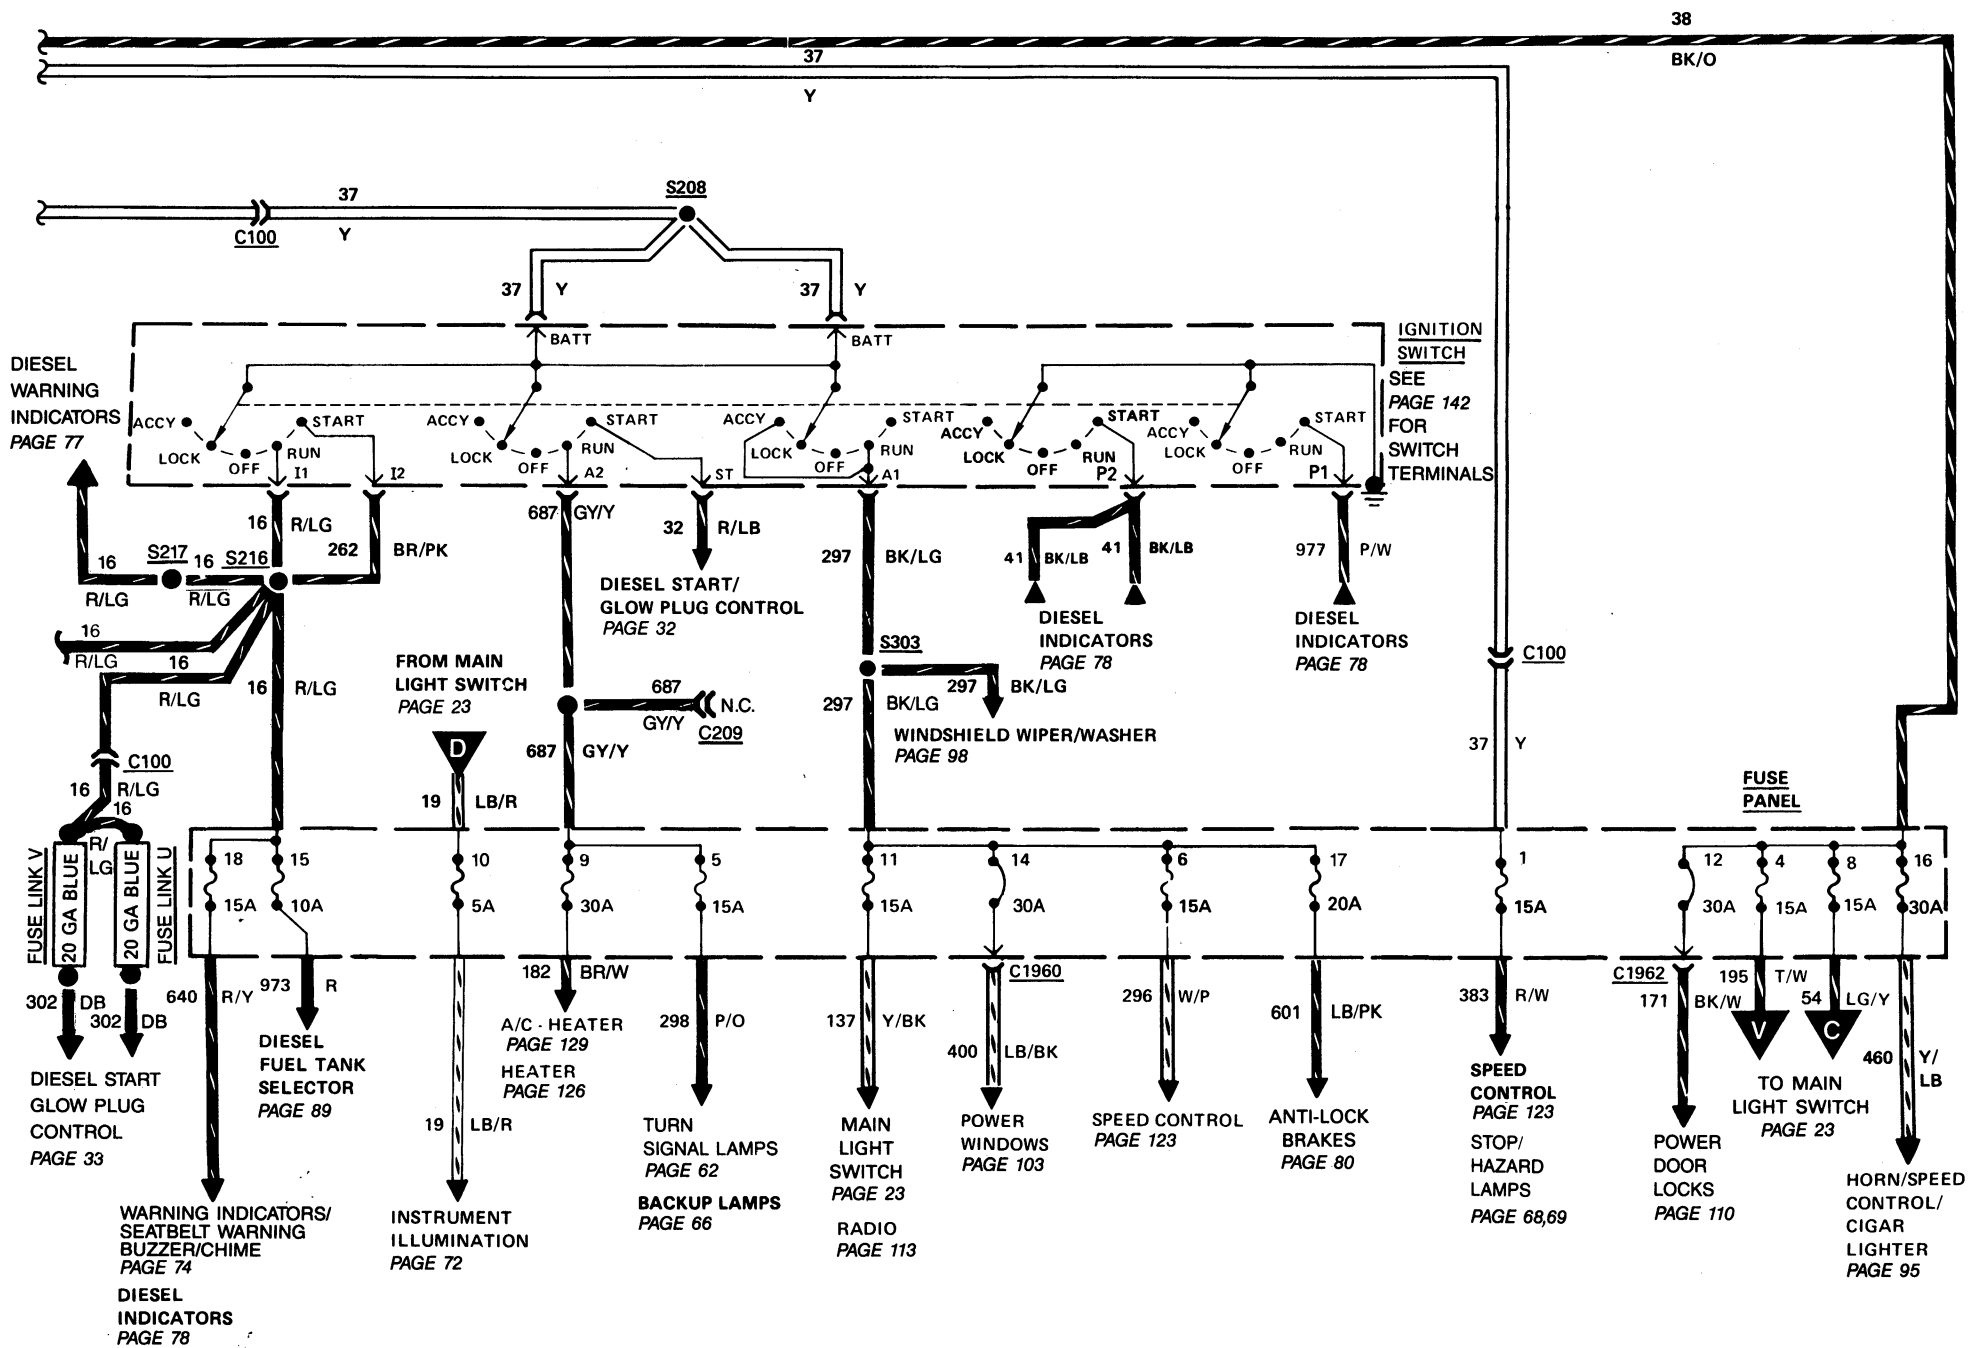 38
BK/O
37
Y
37
Y
C100
S208
37 Y
37 Y
BATT
BATT
IGNITION
SWITCH
SEE
PAGE 142
FOR
SWITCH
TERMINALS
DIESEL
WARNING
INDICATORS
PAGE 77
ACCY
LOCK
OFF
RUN
START
I1
I2
ACCY
LOCK
OFF
RUN
START
A2
ST
ACCY
LOCK
OFF
RUN
START
A1
ACCY
LOCK
OFF
RUN
START
P2
ACCY
LOCK
OFF
RUN
START
P1
16 R/LG
262 BR/PK
687 GY/Y
32 R/LB
297 BK/LG
41 BK/LB
41 BK/LB
977 P/W
16
R/LG
S217
16
R/LG
S216
DIESEL START/
GLOW PLUG CONTROL
PAGE 32
DIESEL
INDICATORS
PAGE 78
DIESEL
INDICATORS
PAGE 78
16
R/LG
16
R/LG
16 R/LG
FROM MAIN
LIGHT SWITCH
PAGE 23
D
687
GY/Y
N.C.
C209
687 GY/Y
S303
297 BK/LG
297 BK/LG
WINDSHIELD WIPER/WASHER
PAGE 98
C100
37 Y
C100
16 R/LG
16
R/
LG
19 LB/R
FUSE
PANEL
FUSE LINK V
20 GA BLUE
20 GA BLUE
FUSE LINK U
18
15A
15
10A
10
5A
9
30A
5
15A
11
15A
14
30A
6
15A
17
20A
1
15A
12
30A
4
15A
8
15A
16
30A
302 DB
302 DB
DIESEL START
GLOW PLUG
CONTROL
PAGE 33
640 R/Y
WARNING INDICATORS/
SEATBELT WARNING
BUZZER/CHIME
PAGE 74
DIESEL
INDICATORS
PAGE 78
973 R
DIESEL
FUEL TANK
SELECTOR
PAGE 89
19 LB/R
INSTRUMENT
ILLUMINATION
PAGE 72
182 BR/W
A/C - HEATER
PAGE 129
HEATER
PAGE 126
298 P/O
TURN
SIGNAL LAMPS
PAGE 62
BACKUP LAMPS
PAGE 66
137 Y/BK
MAIN
LIGHT
SWITCH
PAGE 23
RADIO
PAGE 113
C1960
400 LB/BK
POWER
WINDOWS
PAGE 103
296 W/P
SPEED CONTROL
PAGE 123
601 LB/PK
ANTI-LOCK
BRAKES
PAGE 80
383 R/W
SPEED
CONTROL
PAGE 123
STOP/
HAZARD
LAMPS
PAGE 68,69
C1962
171 BK/W
POWER
DOOR
LOCKS
PAGE 110
195 T/W
V
54 LG/Y
C
TO MAIN
LIGHT SWITCH
PAGE 23
460 Y/
LB
HORN/SPEED
CONTROL/
CIGAR
LIGHTER
PAGE 95